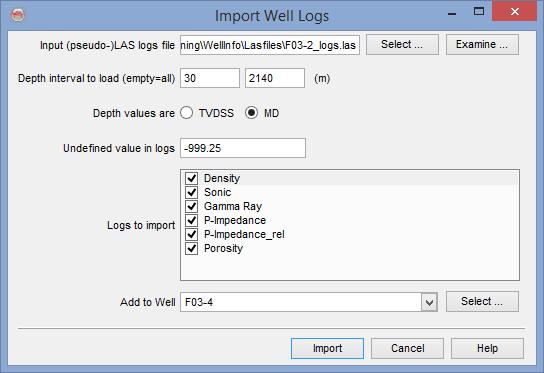 Import Well Logs
Input (pseudo-)LAS logs file ning\WellInfo\Lasfiles\F03-2_logs.las Select ... Examine ...
Depth interval to load (empty=all) 30 2140 (m)
Depth values are TVDSS MD
Undefined value in logs -999.25
Density
Sonic
Gamma Ray
P-Impedance
Logs to import P-Impedance_rel
Porosity
Add to Well F03-4 Select ...
Import Cancel Help